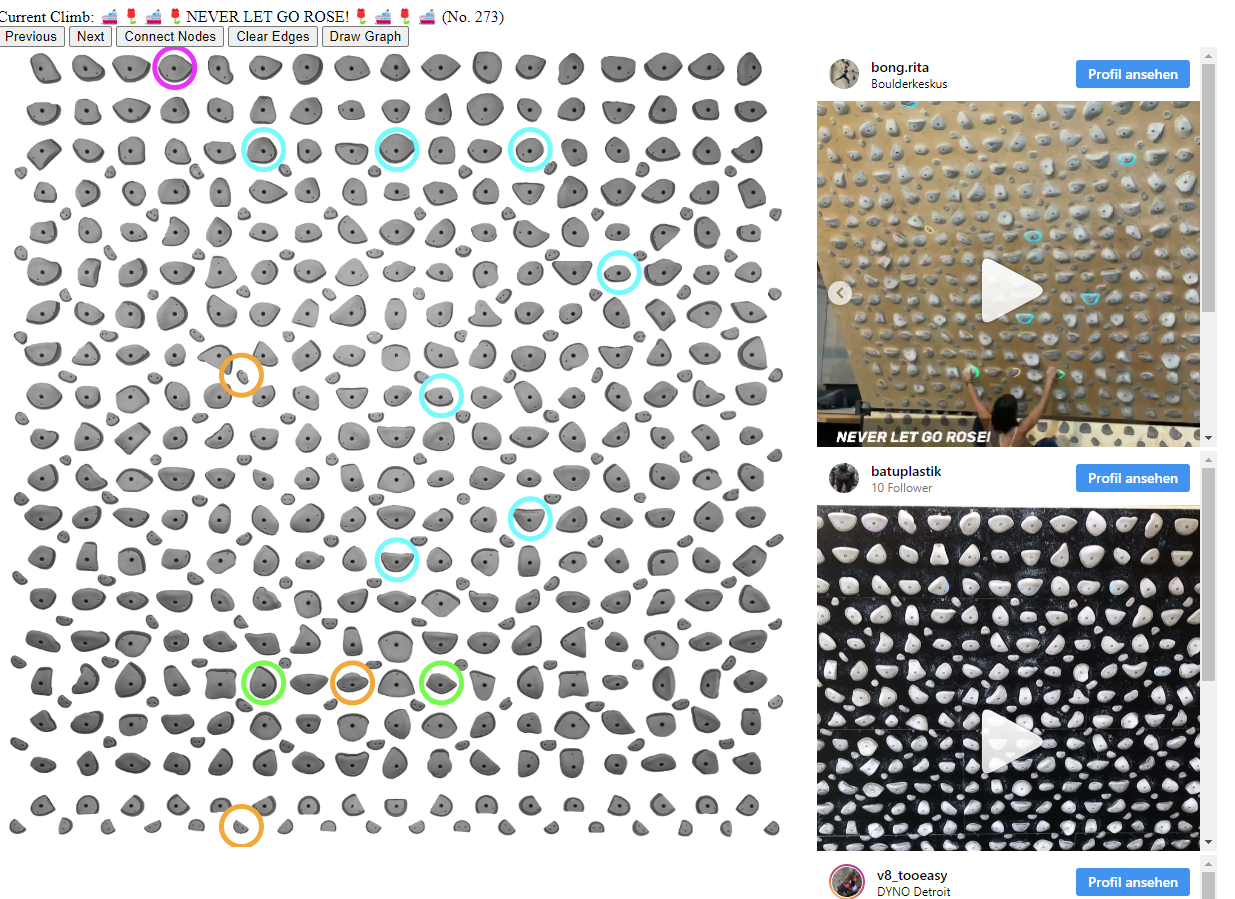 Current Climb: 🚢 🌹 🚢 🌹 NEVER LET GO ROSE! 🌹 🚢 🌹 🚢 (No. 273)
Previous Next Connect Nodes Clear Edges Draw Graph
bong.rita
Boulderkeskus
Profil ansehen
NEVER LET GO ROSE!
batuplastik
10 Follower
Profil ansehen
v8_tooeasy
DYNO Detroit
Profil ansehen